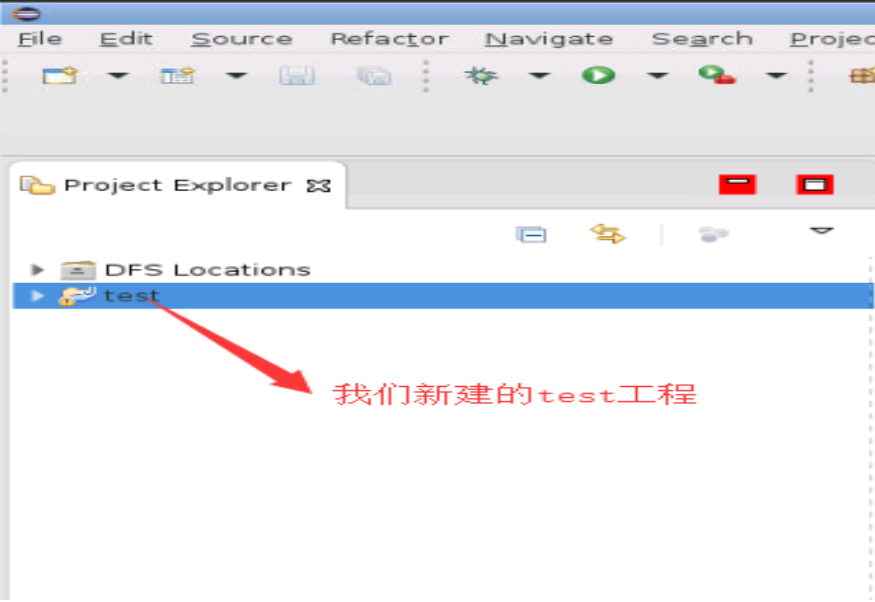 File Edit Source Refactor Navigate Search Projec
Project Explorer
DFS Locations
test
我们新建的test工程